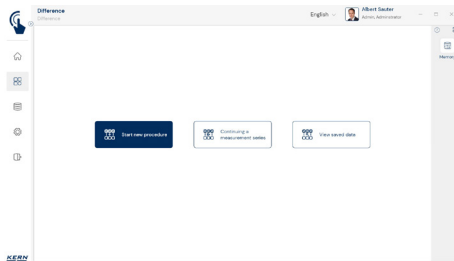 Difference
Difference
English
Albert Sauter
Admin, Administrator
Start new procedure
Continuing a
measurement series
View saved data
KERN